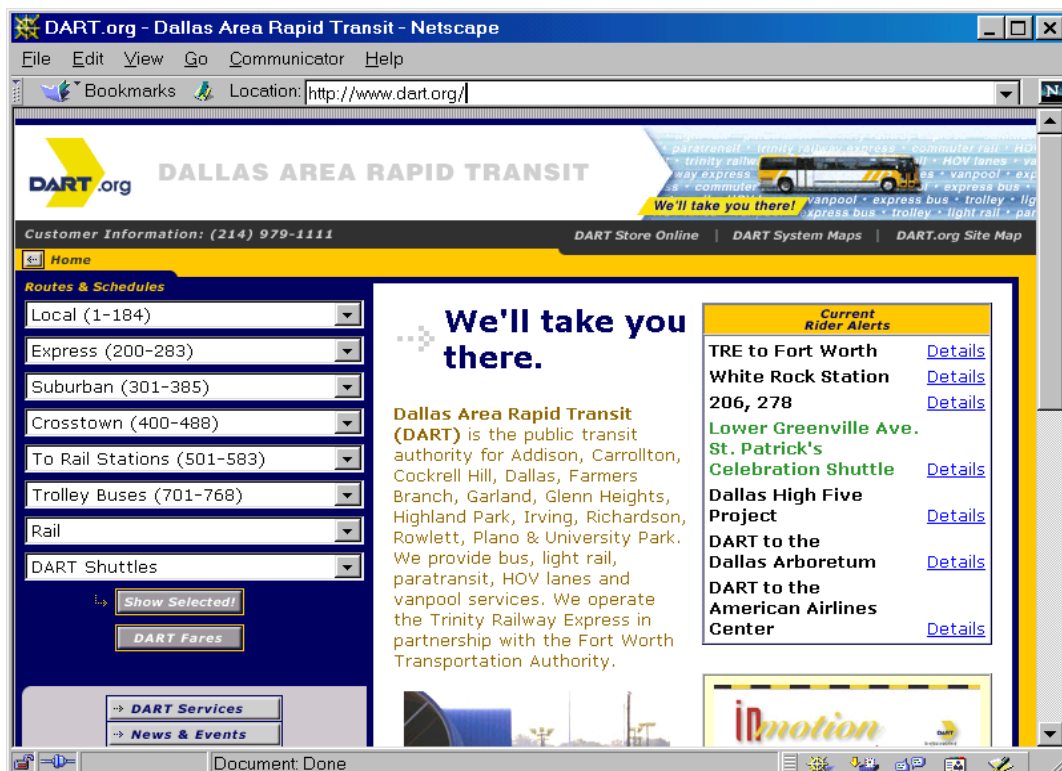 DART.org - Dallas Area Rapid Transit - Netscape
File Edit View Go Communicator Help
Bookmarks Location: http://www.dart.org/
N
DART.org
DALLAS AREA RAPID TRANSIT
paratrencit • trinity railway express • commuter rail • HO
We'll take you there!
Customer Information: (214) 979-1111
DART Store Online | DART System Maps | DART.org Site Map
Home
Routes & Schedules
Local (1-184)
Express (200-283)
Suburban (301-385)
Crosstown (400-488)
To Rail Stations (501-583)
Trolley Buses (701-768)
Rail
DART Shuttles
Show Selected!
DART Fares
DART Services
News & Events
We'll take you
there.
Dallas Area Rapid Transit
(DART) is the public transit
authority for Addison, Carrollton,
Cockrell Hill, Dallas, Farmers
Branch, Garland, Glenn Heights,
Highland Park, Irving, Richardson,
Rowlett, Plano & University Park.
We provide bus, light rail,
paratransit, HOV lanes and
vanpool services. We operate
the Trinity Railway Express in
partnership with the Fort Worth
Transportation Authority.
Current
Rider Alerts
TRE to Fort Worth Details
White Rock Station Details
206, 278 Details
Lower Greenville Ave.
St. Patrick's
Celebration Shuttle Details
Dallas High Five
Project Details
DART to the
Dallas Arboretum Details
DART to the
American Airlines
Center Details
inmotion
DART
Document: Done